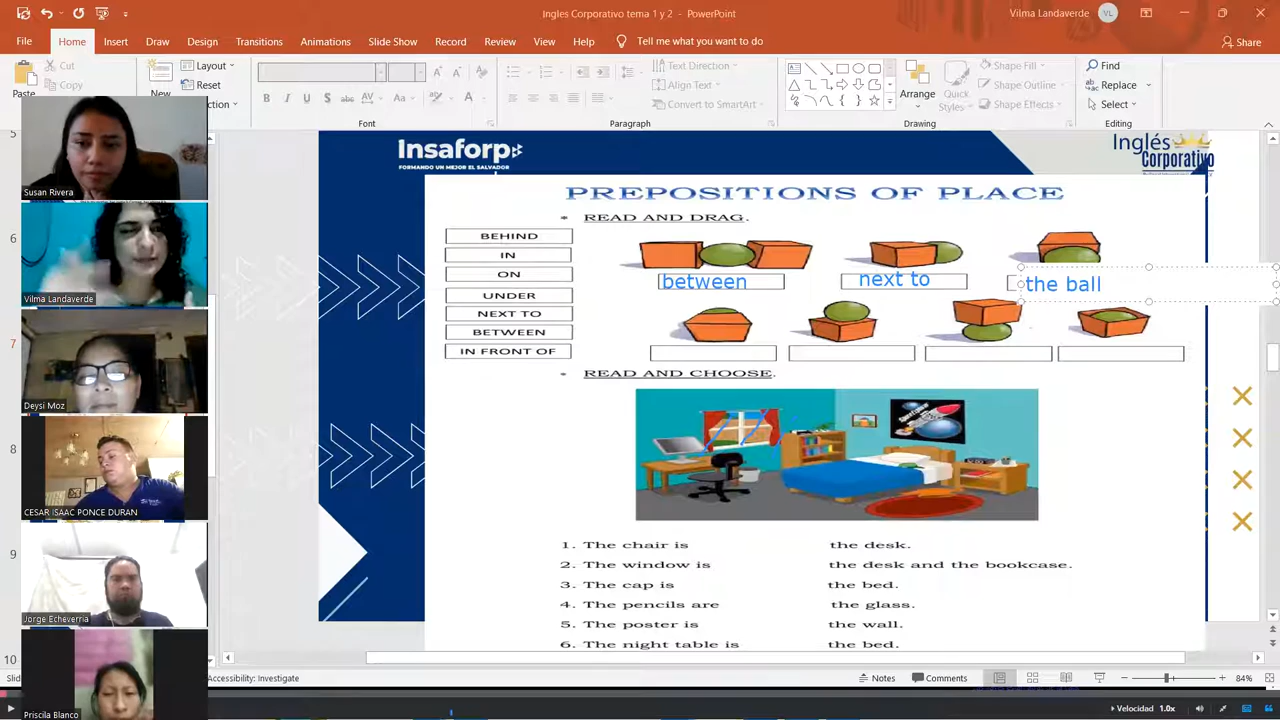 Ingles Corporativo tema 1 y 2 - PowerPoint
Vilma Landaverde
VL
File Home Insert Draw Design Transitions Animations Slide Show Record Review View Help Tell me what you want to do
Share
Cut
Copy
Paste
New
Layout
Reset
Font
Text Direction
Align Text
Convert to SmartArt
Paragraph
Arrange
Quick
Styles
Shape Fill
Shape Outline
Shape Effects
Drawing
Find
Replace
Select
Editing
Susan Rivera
Vilma Landaverde
Deysi Moz
CESAR ISAAC PONCE DURAN
Jorge Echeverria
Priscila Blanco
5
6
7
8
9
10
Insaforp
FORMANDO UN MEJOR EL SALVADOR
Inglés
Corporativo
PREPOSITIONS OF PLACE
* READ AND DRAG.
BEHIND
IN
ON
UNDER
NEXT TO
BETWEEN
IN FRONT OF
between
next to
the ball
READ AND CHOOSE.
1. The chair is the desk.
2. The window is the desk and the bookcase.
3. The cap is the bed.
4. The pencils are the glass.
5. The poster is the wall.
6. The night table is the bed.
Accessibility: Investigate
Notes
Comments
84%
Velocidad 1.0x